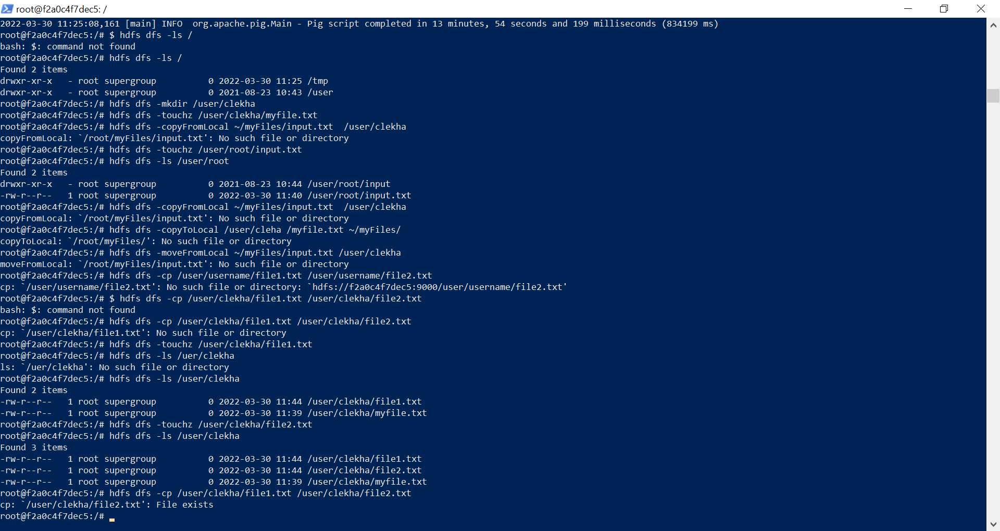 root@f2a0c4f7dec5: /
2022-03-30 11:25:08,161 [main] INFO  org.apache.pig.Main - Pig script completed in 13 minutes, 54 seconds and 199 milliseconds (834199 ms)
root@f2a0c4f7dec5:/# $ hdfs dfs -ls /
bash: $: command not found
root@f2a0c4f7dec5:/# hdfs dfs -ls /
Found 2 items
drwxr-xr-x   - root supergroup          0 2022-03-30 11:25 /tmp
drwxr-xr-x   - root supergroup          0 2021-08-23 10:43 /user
root@f2a0c4f7dec5:/# hdfs dfs -mkdir /user/clekha
root@f2a0c4f7dec5:/# hdfs dfs -touchz /user/clekha/myfile.txt
root@f2a0c4f7dec5:/# hdfs dfs -copyFromLocal ~/myFiles/input.txt  /user/clekha
copyFromLocal: `/root/myFiles/input.txt': No such file or directory
root@f2a0c4f7dec5:/# hdfs dfs -touchz /user/root/input.txt
root@f2a0c4f7dec5:/# hdfs dfs -ls /user/root
Found 2 items
drwxr-xr-x   - root supergroup          0 2021-08-23 10:44 /user/root/input
-rw-r--r--   1 root supergroup          0 2022-03-30 11:40 /user/root/input.txt
root@f2a0c4f7dec5:/# hdfs dfs -copyFromLocal ~/myFiles/input.txt  /user/clekha
copyFromLocal: `/root/myFiles/input.txt': No such file or directory
root@f2a0c4f7dec5:/# hdfs dfs -copyToLocal /user/cleha /myfile.txt ~/myFiles/
copyToLocal: `/root/myFiles/': No such file or directory
root@f2a0c4f7dec5:/# hdfs dfs -moveFromLocal ~/myFiles/input.txt /user/clekha
moveFromLocal: `/root/myFiles/input.txt': No such file or directory
root@f2a0c4f7dec5:/# hdfs dfs -cp /user/username/file1.txt /user/username/file2.txt
cp: `/user/username/file2.txt': No such file or directory: `hdfs://f2a0c4f7dec5:9000/user/username/file2.txt'
root@f2a0c4f7dec5:/# $ hdfs dfs -cp /user/clekha/file1.txt /user/clekha/file2.txt
bash: $: command not found
root@f2a0c4f7dec5:/# hdfs dfs -cp /user/clekha/file1.txt /user/clekha/file2.txt
cp: `/user/clekha/file1.txt': No such file or directory
root@f2a0c4f7dec5:/# hdfs dfs -touchz /user/clekha/file1.txt
root@f2a0c4f7dec5:/# hdfs dfs -ls /uer/clekha
ls: `/uer/clekha': No such file or directory
root@f2a0c4f7dec5:/# hdfs dfs -ls /user/clekha
Found 2 items
-rw-r--r--   1 root supergroup          0 2022-03-30 11:44 /user/clekha/file1.txt
-rw-r--r--   1 root supergroup          0 2022-03-30 11:39 /user/clekha/myfile.txt
root@f2a0c4f7dec5:/# hdfs dfs -touchz /user/clekha/file2.txt
root@f2a0c4f7dec5:/# hdfs dfs -ls /user/clekha
Found 3 items
-rw-r--r--   1 root supergroup          0 2022-03-30 11:44 /user/clekha/file1.txt
-rw-r--r--   1 root supergroup          0 2022-03-30 11:44 /user/clekha/file2.txt
-rw-r--r--   1 root supergroup          0 2022-03-30 11:39 /user/clekha/myfile.txt
root@f2a0c4f7dec5:/# hdfs dfs -cp /user/clekha/file1.txt /user/clekha/file2.txt
cp: `/user/clekha/file2.txt': File exists
root@f2a0c4f7dec5:/#